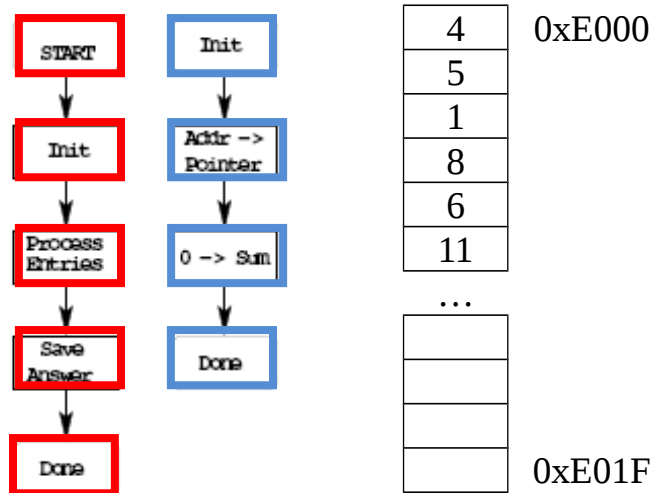 START
Init
Process
Entries
Save
Answer
Done
Init
Addr ->
Pointer
0 -> Sum
Done
4
0xE000
5
1
8
6
11
...
0xE01F